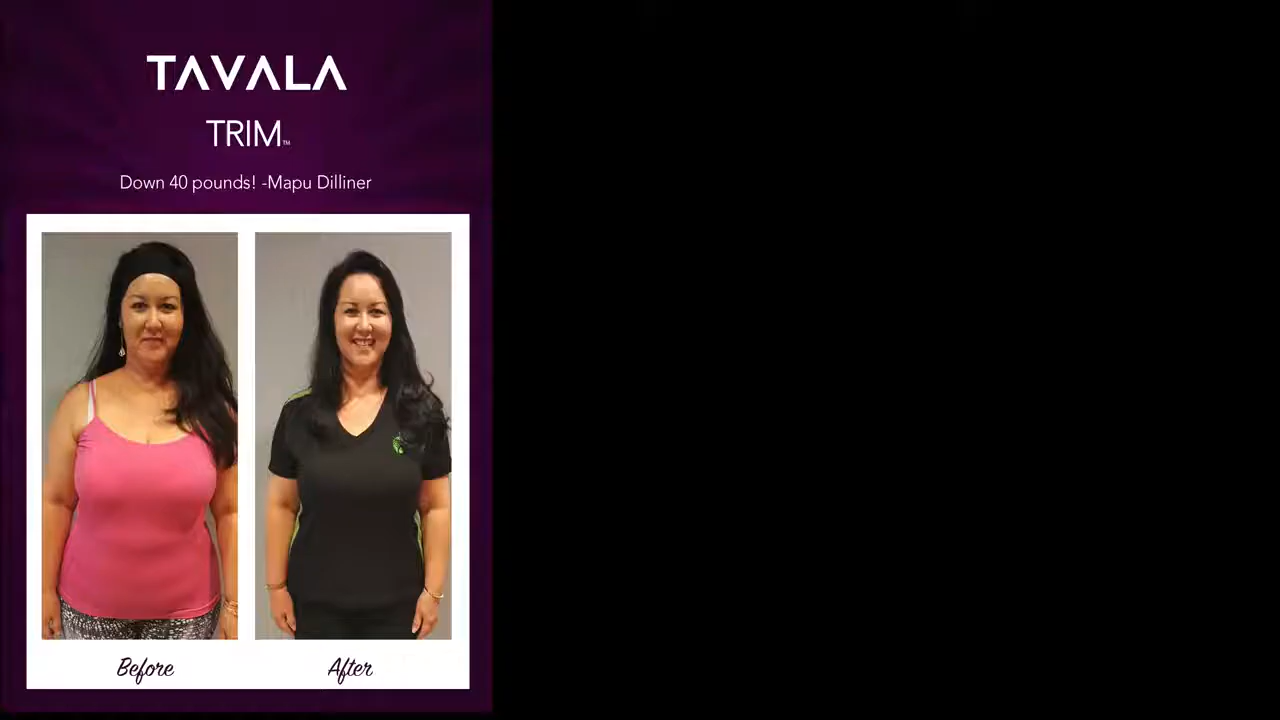 TAVALA
TRIM™
Down 40 pounds! -Mapu Dilliner
Before
After